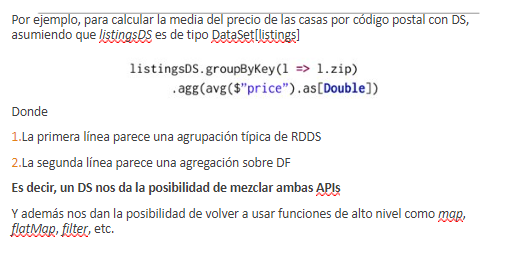 Por ejemplo, para calcular la media del precio de las casas por código postal con DS,
asumiendo que listingsDS es de tipo DataSet[listings]
listingsDS.groupByKey(l => l.zip)
.agg(avg($"price").as[Double])
Donde
1.La primera línea parece una agrupación típica de RDDS
2.La segunda línea parece una agregación sobre DF
Es decir, un DS nos da la posibilidad de mezclar ambas APIs
Y además nos dan la posibilidad de volver a usar funciones de alto nivel como map,
flatMap, filter, etc.